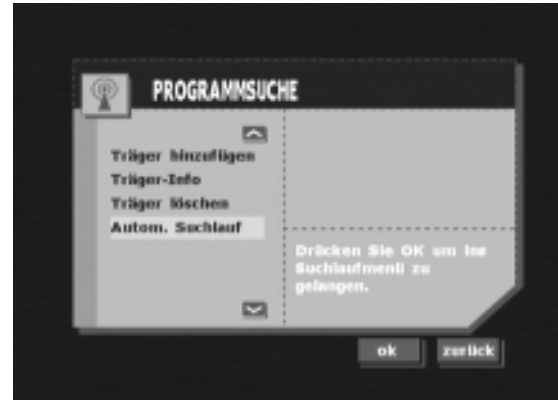 PROGRAMMSUCHE
Träger hinzufügen
Träger-Info
Träger löschen
Autom. Suchlauf
Drücken Sie OK um ins
Suchlaufmenü zu
gelangen.
ok
zurück